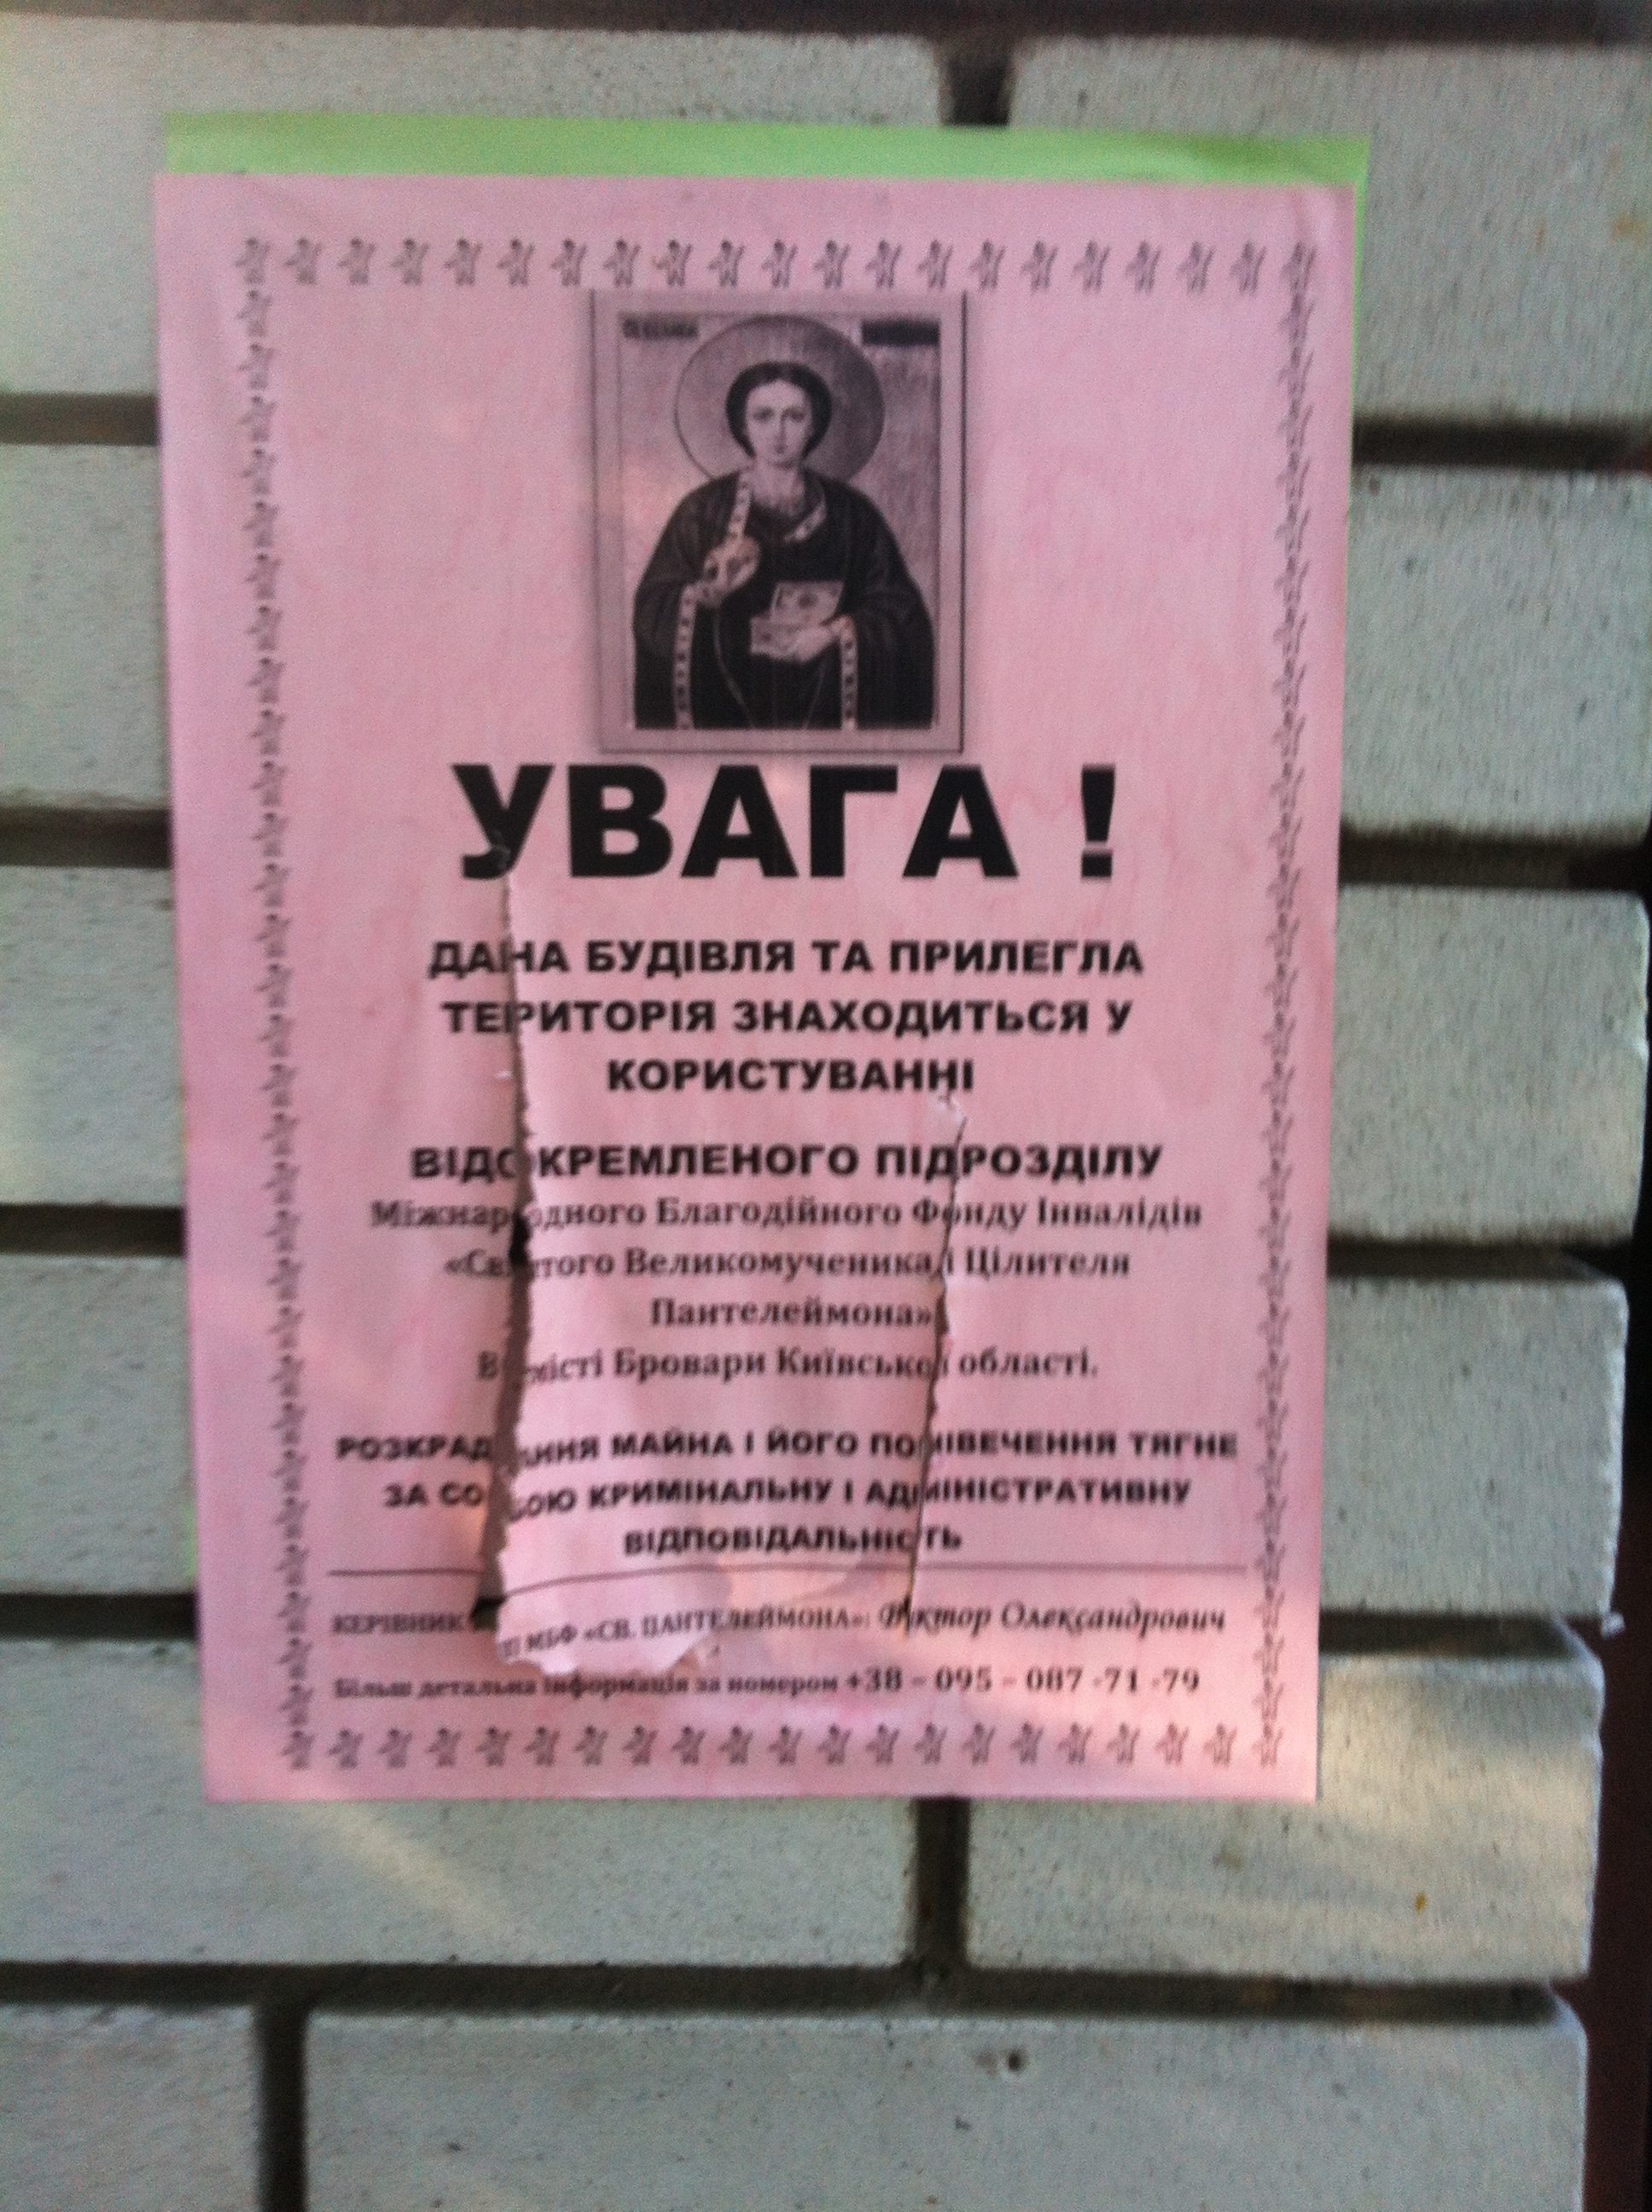 УВАГА !
ДАНА БУДІВЛЯ ТА ПРИЛЕГЛА
ТЕРИТОРІЯ ЗНАХОДИТЬСЯ У
КОРИСТУВАННІ
ВІДОКРЕМЛЕНОГО ПІДРОЗДІЛУ
Міжнародного Благодійного Фонду Інвалідів
«Святого Великомученика і Цілителя
Пантелеймона»
В місті Бровари Київської області.
РОЗКРАДАННЯ МАЙНА І ЙОГО ПОНІВЕЧЕННЯ ТЯГНЕ
ЗА СОБОЮ КРИМІНАЛЬНУ І АДМІНІСТРАТИВНУ
ВІДПОВІДАЛЬНІСТЬ
КЕРІВНИК МБФ «СВ. ПАНТЕЛЕЙМОНА»: Віктор Олександрович
Більш детальна інформація за номером +38 – 095 – 087 -71 -79